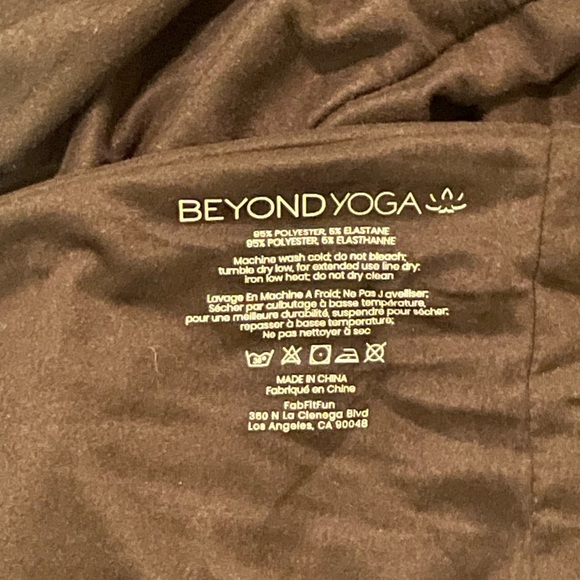 BEYOND YOGA
95% POLYESTER, 5% ELASTANE
95% POLYESTER, 5% ELASTHANNE
Machine wash cold; do not bleach;
tumble dry low, for extended use line dry;
iron low heat; do not dry clean
Lavage En Machine A Froid; Ne Pas Javelliser;
Sécher par culbutage à basse température,
pour une meilleure durabilité, suspendre pour sécher;
repasser à basse temperature;
Ne pas nettoyer à sec
30°
MADE IN CHINA
Fabriqué en Chine
FabFitFun
360 N La Cienega Blvd
Los Angeles, CA 90048